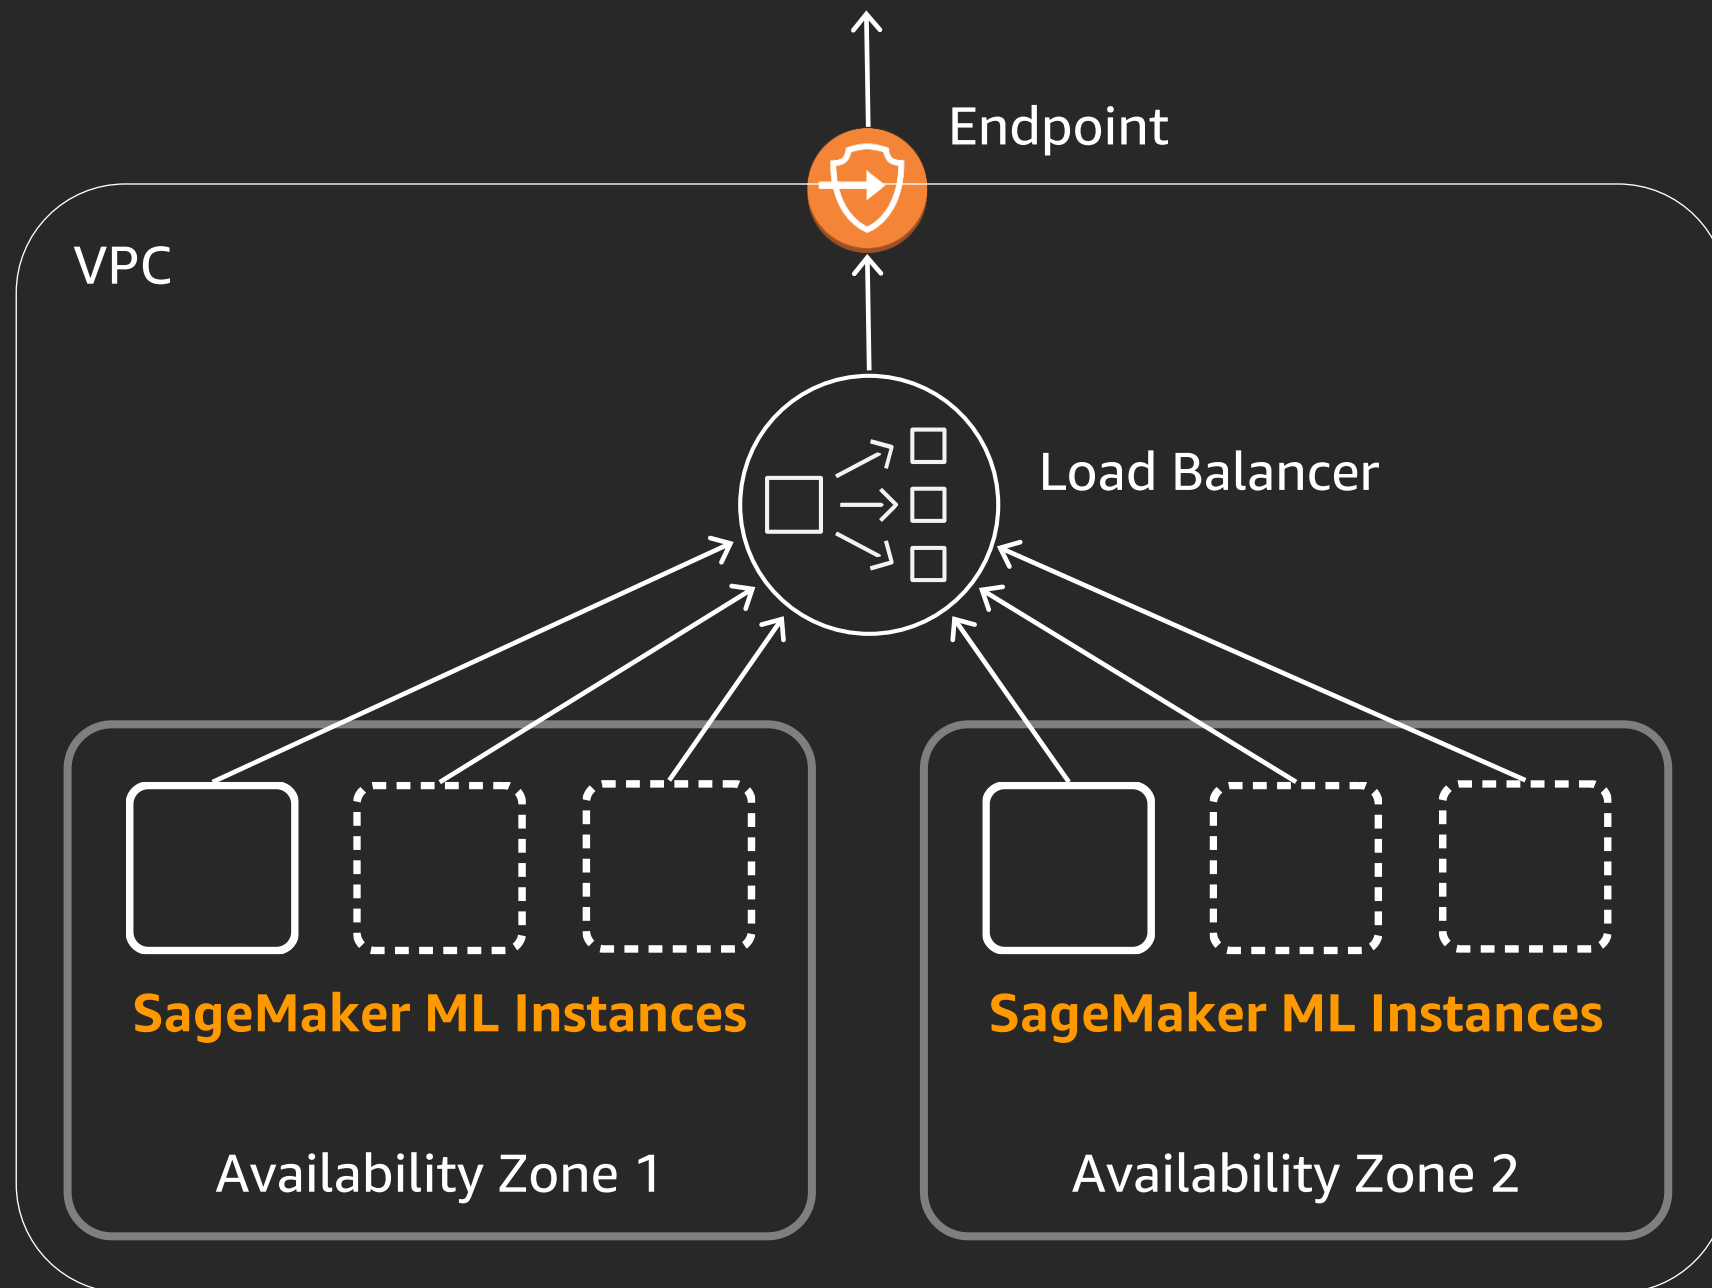 Endpoint
VPC
Load Balancer
SageMaker ML Instances
SageMaker ML Instances
Availability Zone 1
Availability Zone 2